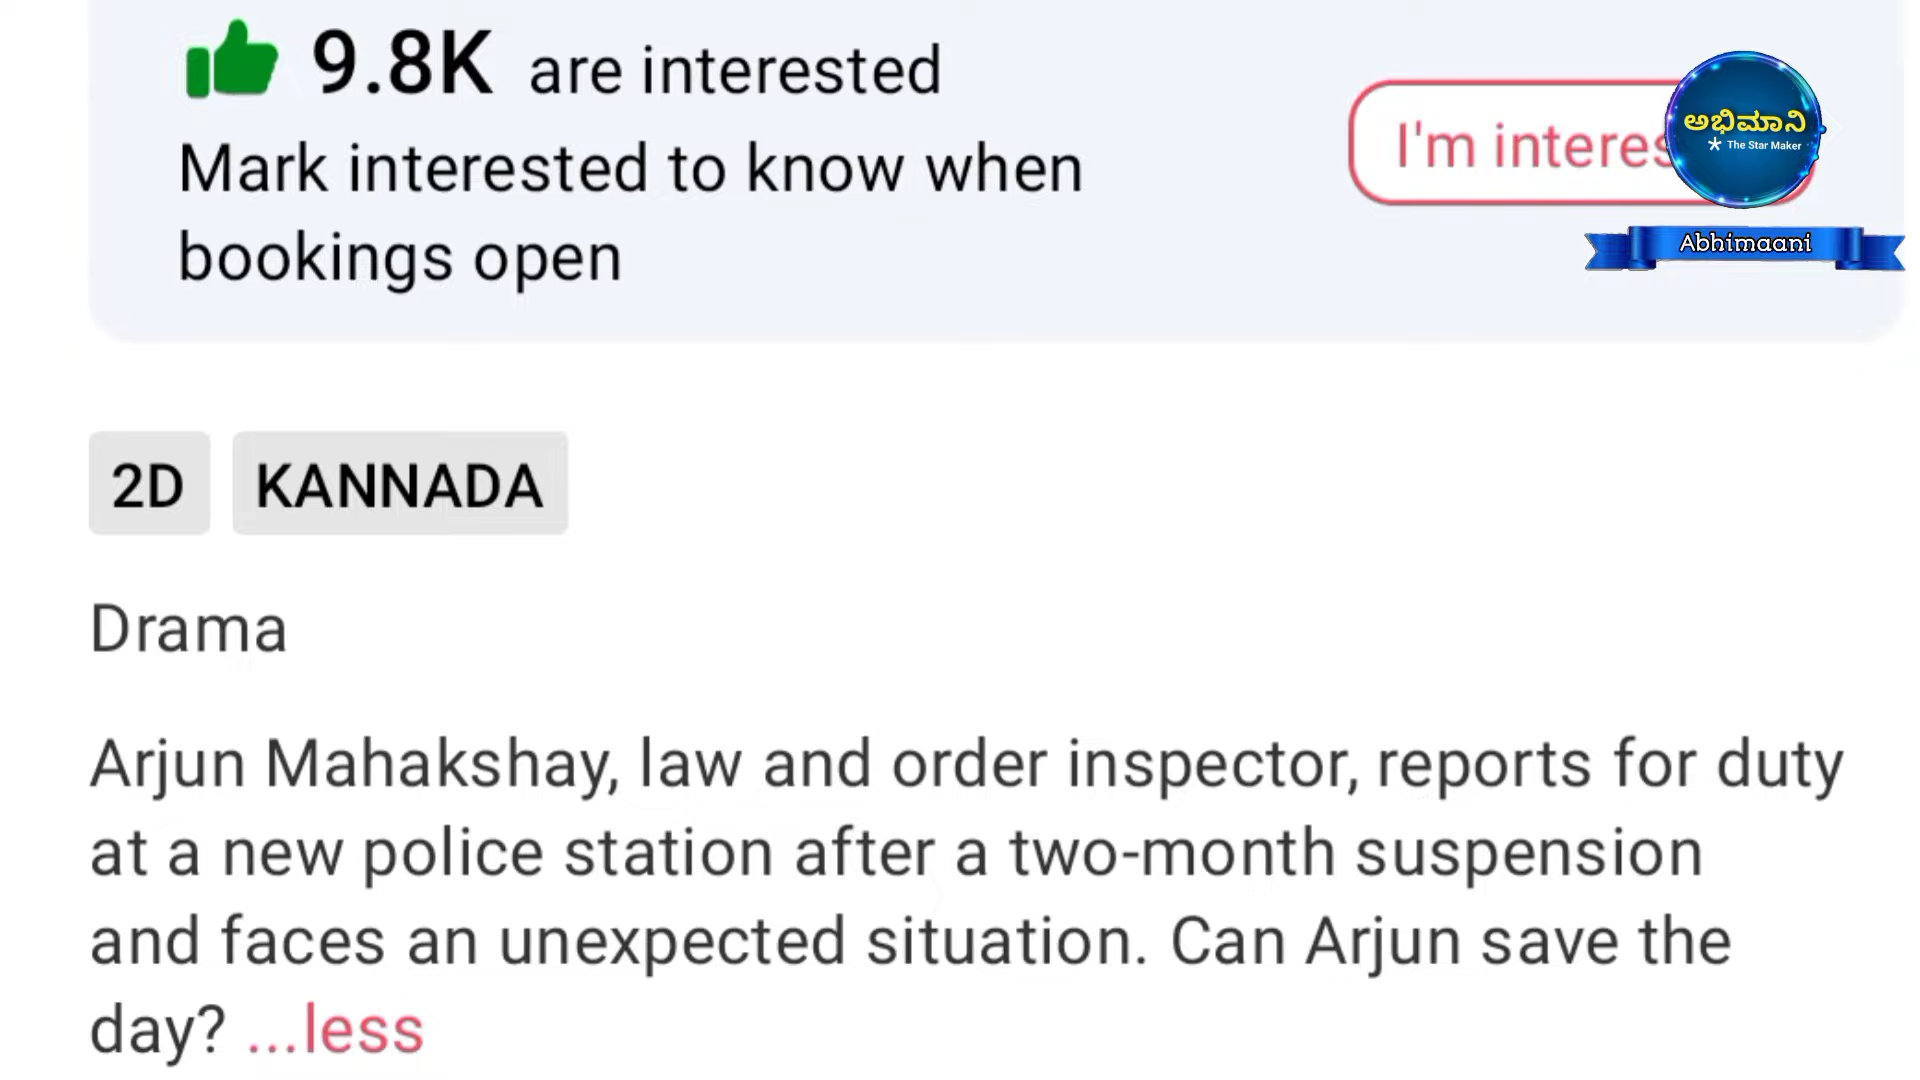 9.8K are interested
Mark interested to know when
bookings open
I'm interes
ಅಭಿಮಾನಿ
The Star Maker
Abhimaani
2D
KANNADA
Drama
Arjun Mahakshay, law and order inspector, reports for duty
at a new police station after a two-month suspension
and faces an unexpected situation. Can Arjun save the
day? ...less